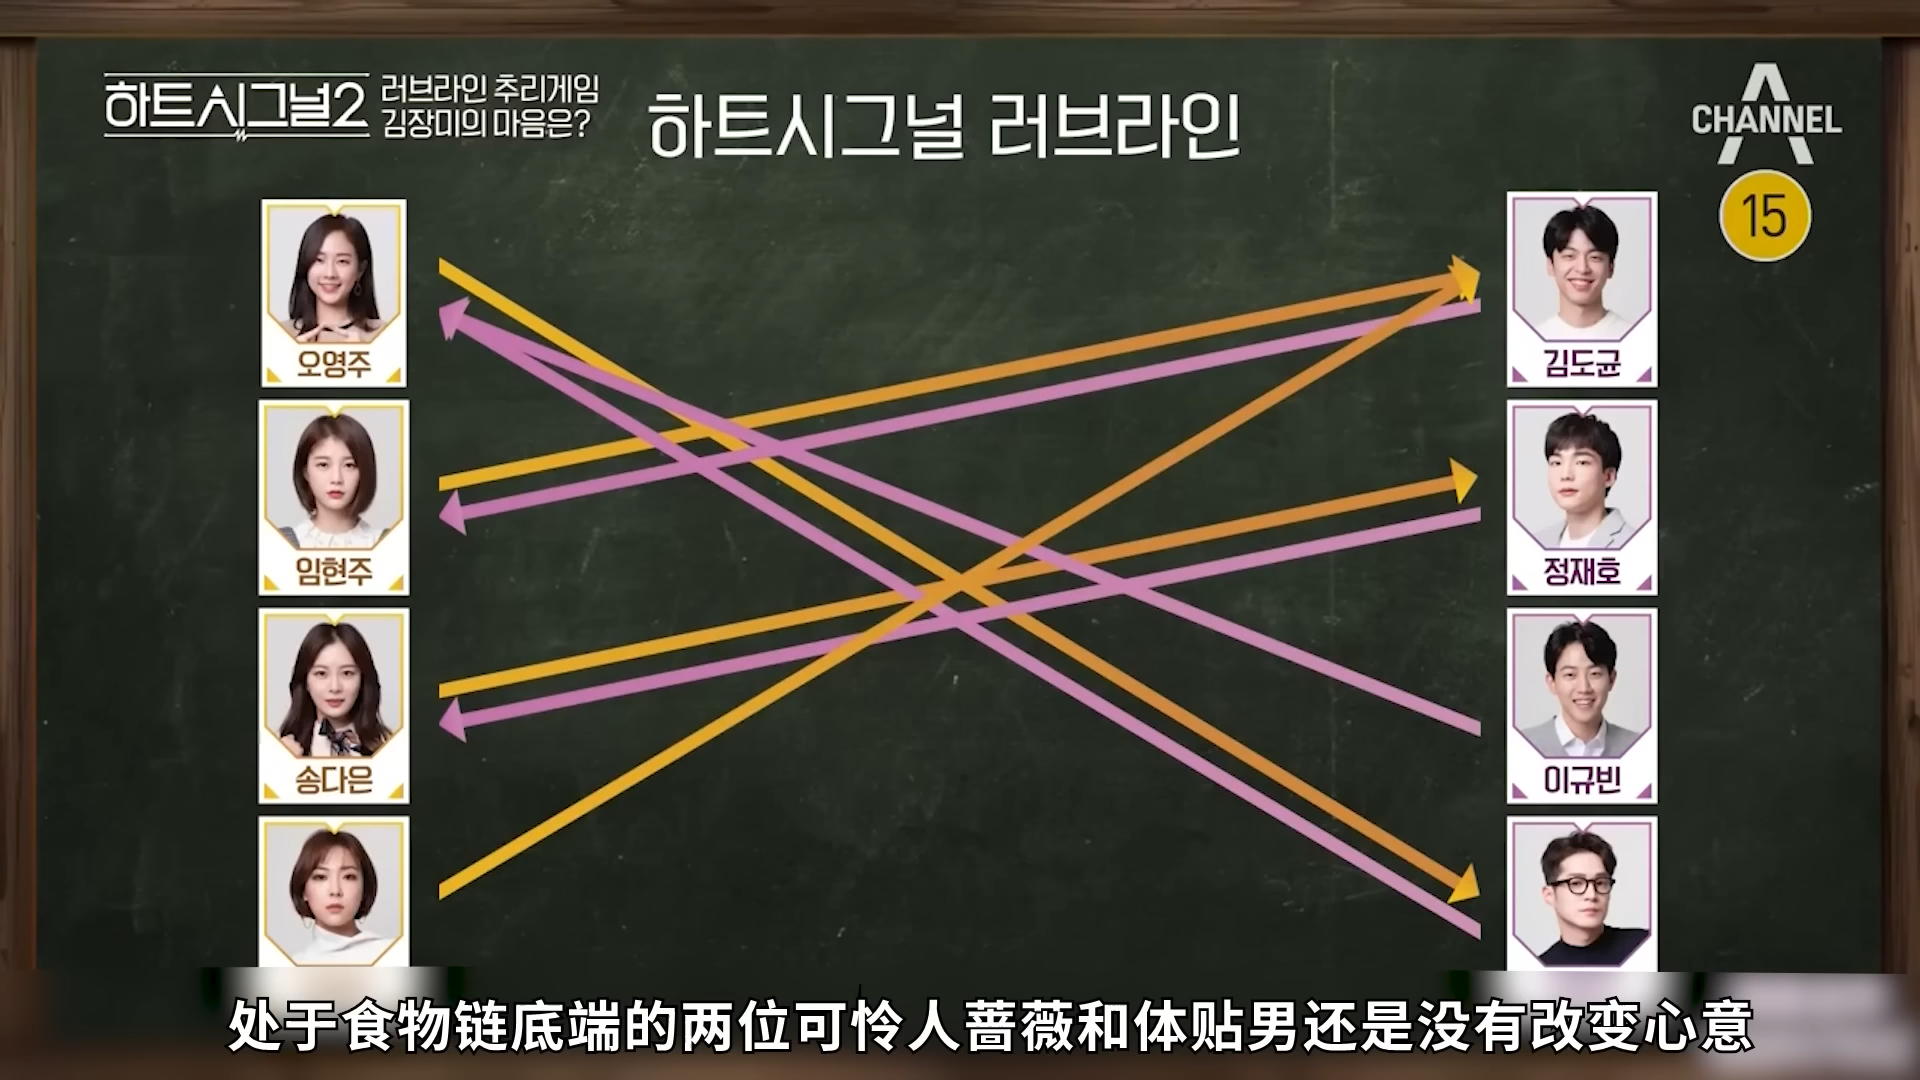 하트시그널2
러브라인 추리게임
김장미의 마음은?
하트시그널 러브라인
CHANNEL A
15
오영주
김도균
임현주
정재호
송다은
이규빈
处于食物链底端的两位可怜人蔷薇和体贴男还是没有改变心意